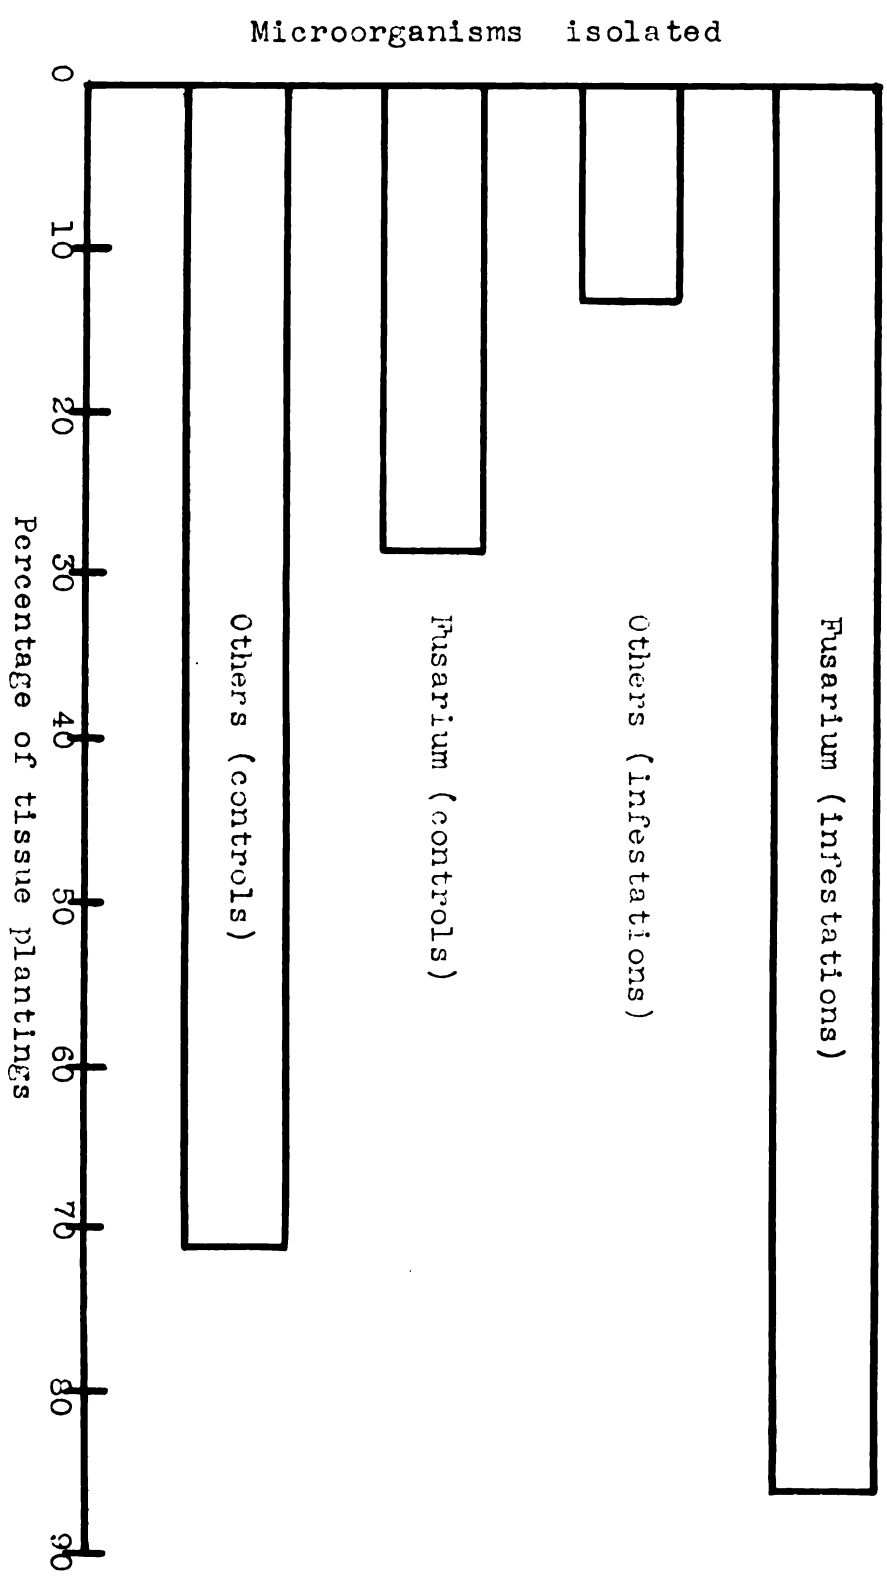 Microorganisms isolated
Fusarium (infestations)
Others (infestations)
Fusarium (controls)
Others (controls)
0
10
20
30
40
50
60
70
80
90
Percentage of tissue plantings